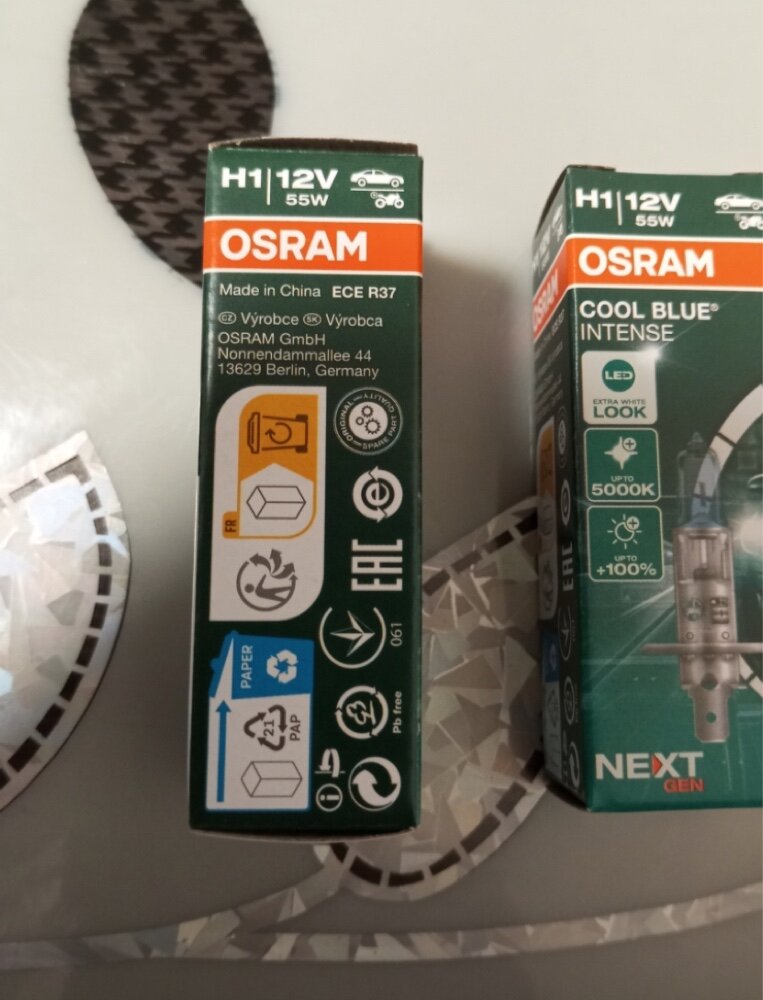 H1 12V
55W
OSRAM
Made in China ECE R37
CZ Výrobce SK Výrobca
OSRAM GmbH
Nonnendammallee 44
13629 Berlin, Germany
ORIGINAL SPARE PART QUALITY
FR
e
EAC
061
PAPER
21
PAP
Pb free
H1 12V
55W
OSRAM
COOL BLUE®
INTENSE
LED
EXTRA WHITE
LOOK
UP TO
5000K
UP TO
+100%
NEXT
GEN
OSRAM
EAC